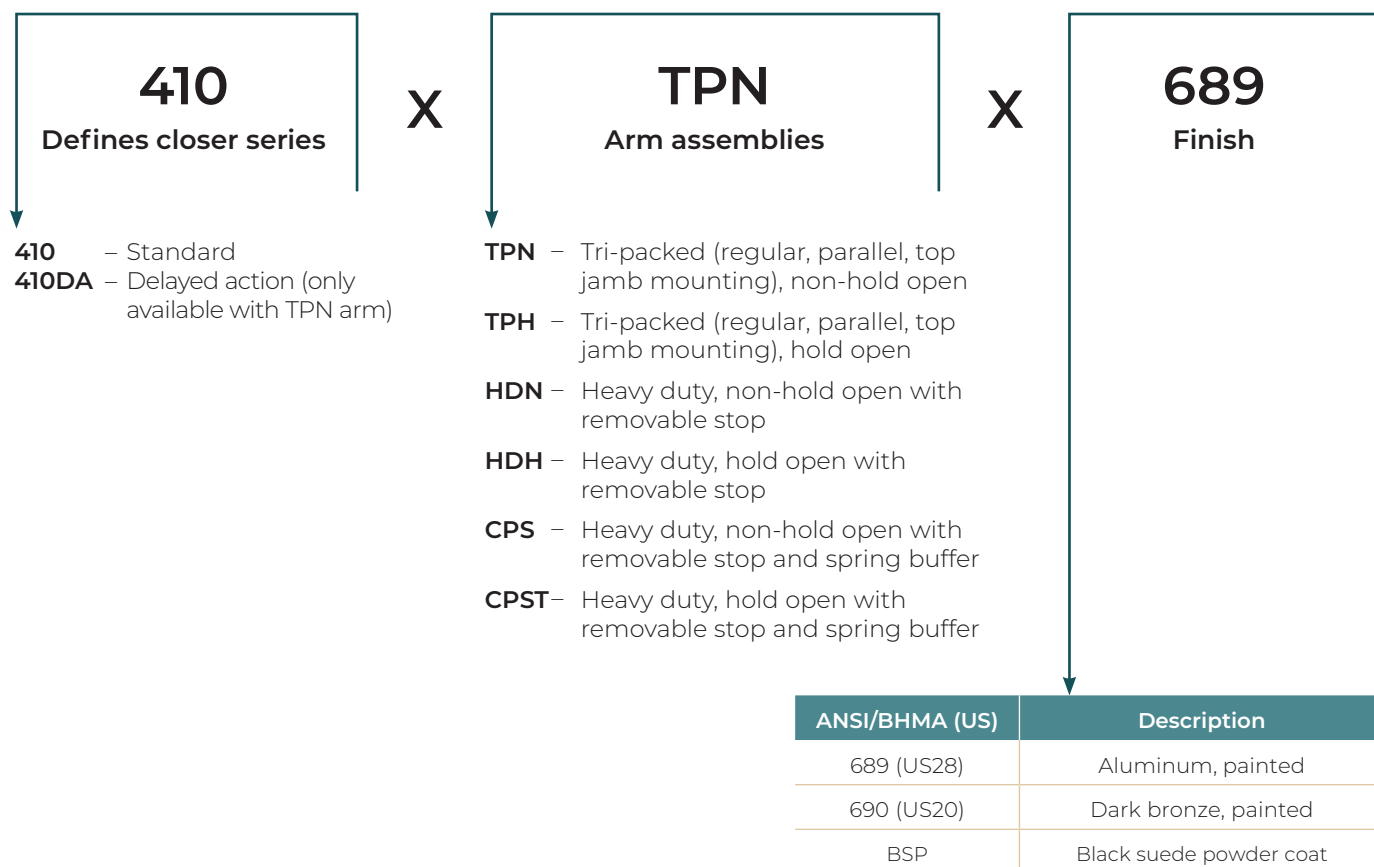 410
Defines closer series
X
TPN
Arm assemblies
X
689
Finish
410 – Standard
410DA – Delayed action (only
available with TPN arm)
TPN – Tri-packed (regular, parallel, top
jamb mounting), non-hold open
TPH – Tri-packed (regular, parallel, top
jamb mounting), hold open
HDN – Heavy duty, non-hold open with
removable stop
HDH – Heavy duty, hold open with
removable stop
CPS – Heavy duty, non-hold open with
removable stop and spring buffer
CPST – Heavy duty, hold open with
removable stop and spring buffer
ANSI/BHMA (US) Description
689 (US28) Aluminum, painted
690 (US20) Dark bronze, painted
BSP Black suede powder coat